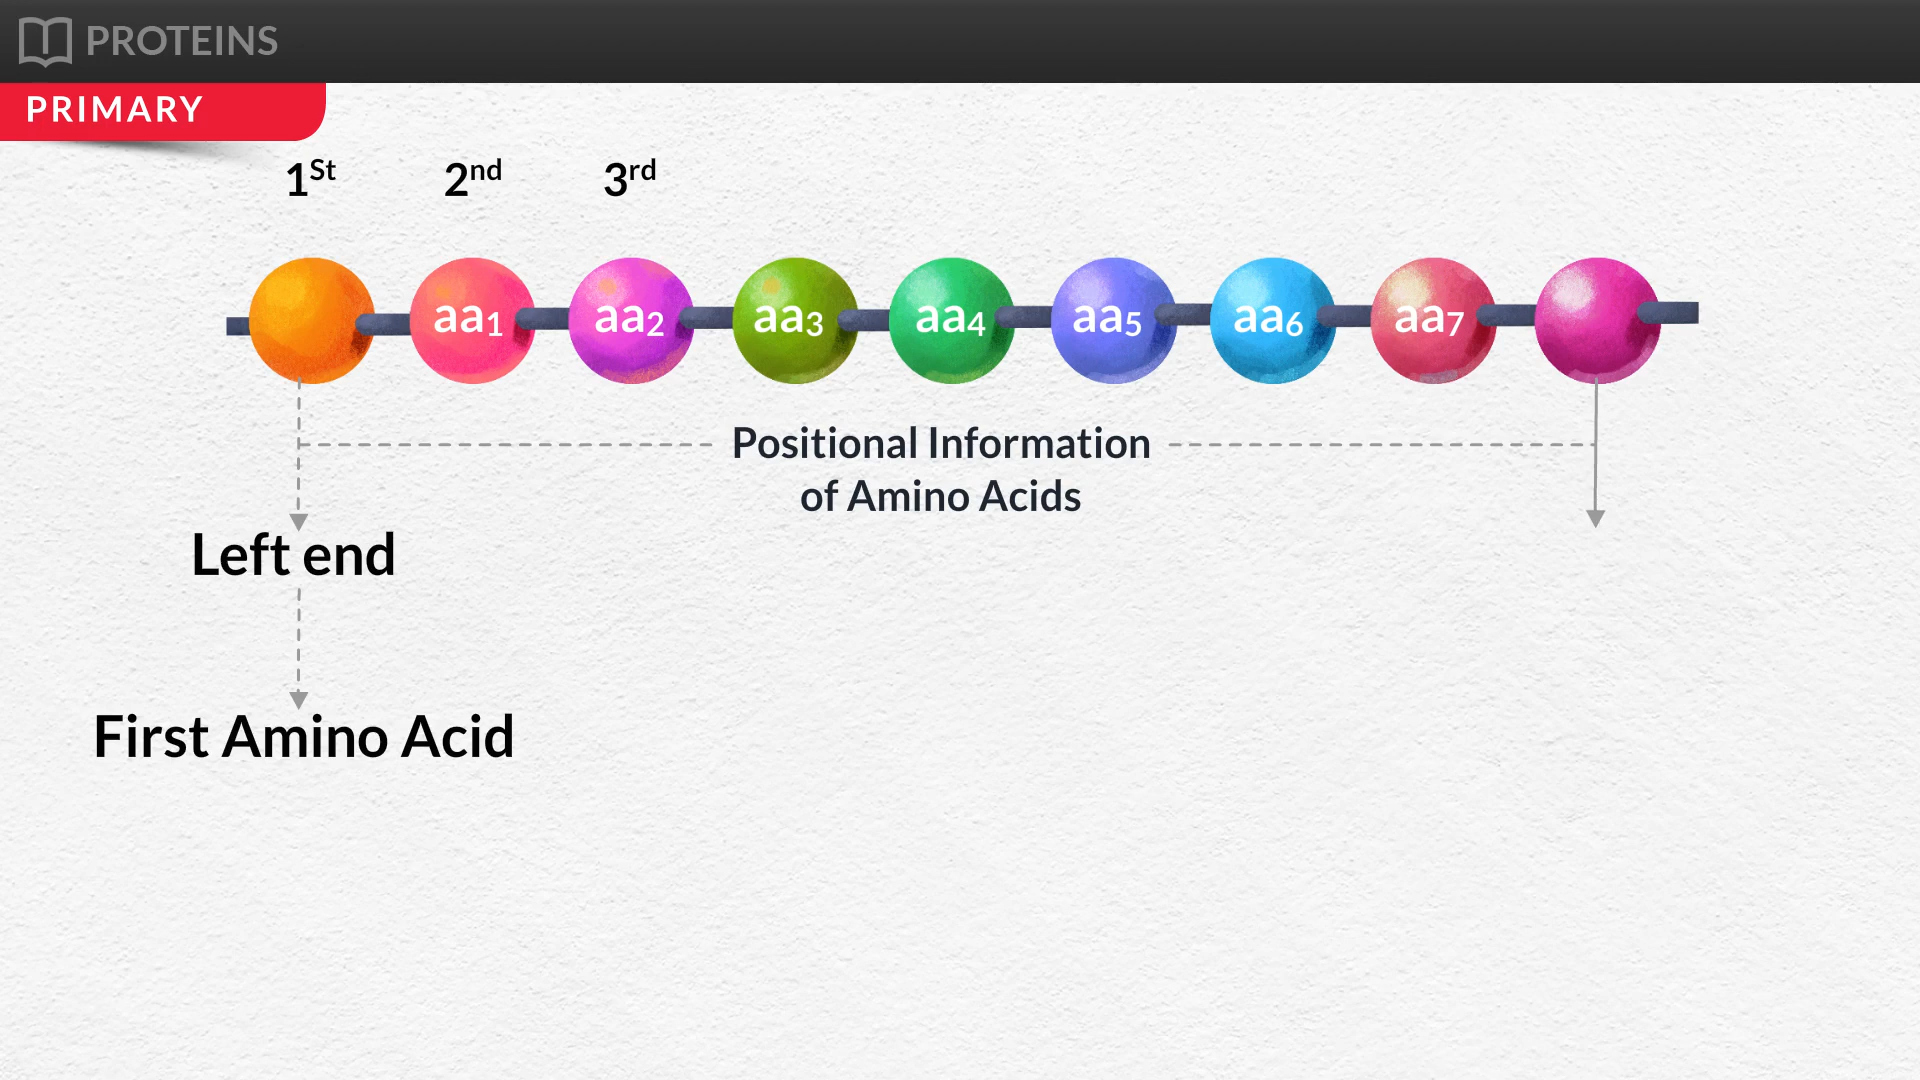 PROTEINS
PRIMARY
1St 2nd 3rd
aa1 aa2 aa3 aa4 aa5 aa6 aa7
Positional Information
of Amino Acids
Left end
First Amino Acid